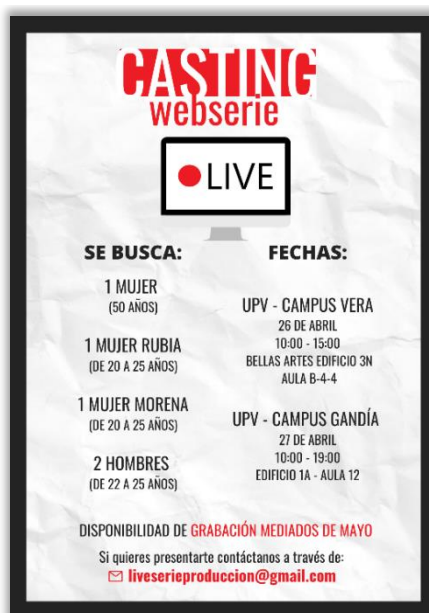 CASTING
webserie
LIVE
SE BUSCA:
1 MUJER
(50 AÑOS)
1 MUJER RUBIA
(DE 20 A 25 AÑOS)
1 MUJER MORENA
(DE 20 A 25 AÑOS)
2 HOMBRES
(DE 22 A 25 AÑOS)
FECHAS:
UPV - CAMPUS VERA
26 DE ABRIL
10:00 - 15:00
BELLAS ARTES EDIFICIO 3N
AULA B-4-4
UPV - CAMPUS GANDÍA
27 DE ABRIL
10:00 - 19:00
EDIFICIO 1A - AULA 12
DISPONIBILIDAD DE GRABACIÓN MEDIADOS DE MAYO
Si quieres presentarte contáctanos a través de:
liveserieproduccion@gmail.com